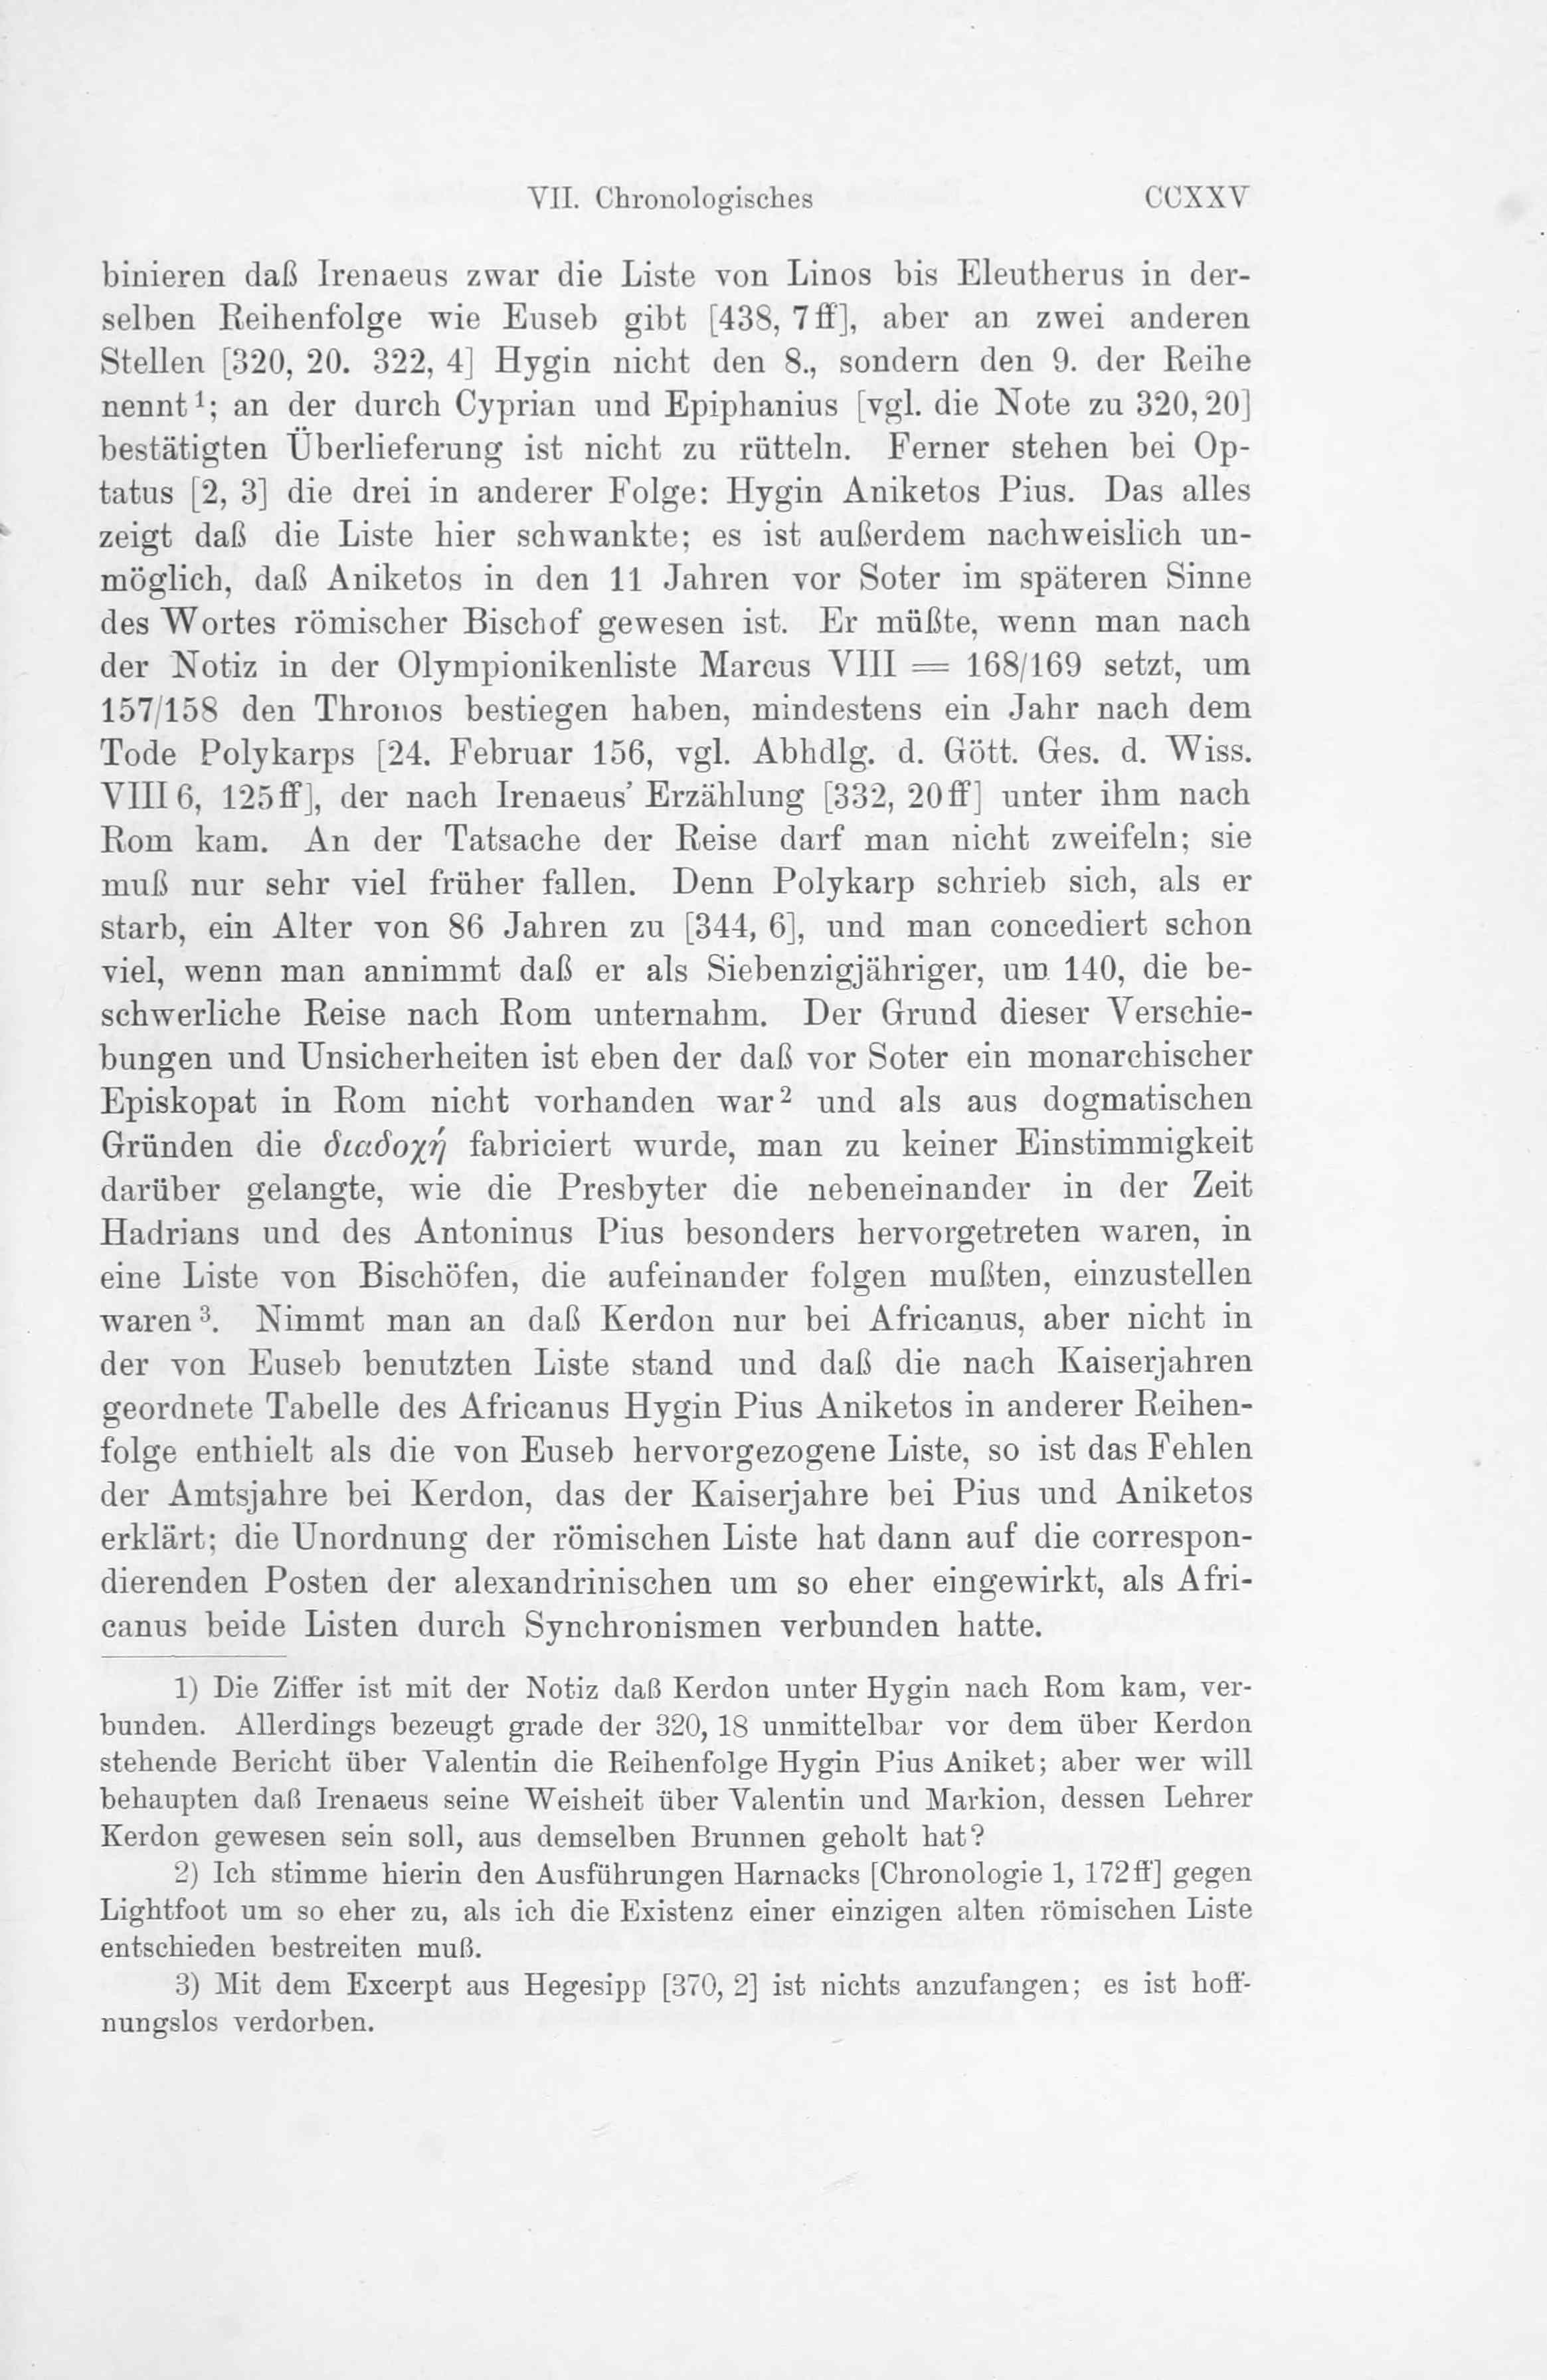 VII. Chronologisches CCXXV
binieren daß Irenaeus zwar die Liste von Linos bis Eleutherus in der-
selben Reihenfolge wie Euseb gibt [438, 7ff], aber an zwei anderen
Stellen [320, 20. 322, 4] Hygin nicht den 8., sondern den 9. der Reihe
nennt¹; an der durch Cyprian und Epiphanius [vgl. die Note zu 320, 20]
bestätigten Überlieferung ist nicht zu rütteln. Ferner stehen bei Op-
tatus [2, 3] die drei in anderer Folge: Hygin Aniketos Pius. Das alles
zeigt daß die Liste hier schwankte; es ist außerdem nachweislich un-
möglich, daß Aniketos in den 11 Jahren vor Soter im späteren Sinne
des Wortes römischer Bischof gewesen ist. Er müßte, wenn man nach
der Notiz in der Olympionikenliste Marcus VIII = 168/169 setzt, um
157/158 den Thronos bestiegen haben, mindestens ein Jahr nach dem
Tode Polykarps [24. Februar 156, vgl. Abhdlg. d. Gött. Ges. d. Wiss.
VIII 6, 125ff], der nach Irenaeus' Erzählung [332, 20ff] unter ihm nach
Rom kam. An der Tatsache der Reise darf man nicht zweifeln; sie
muß nur sehr viel früher fallen. Denn Polykarp schrieb sich, als er
starb, ein Alter von 86 Jahren zu [344, 6], und man concediert schon
viel, wenn man annimmt daß er als Siebenzigjähriger, um 140, die be-
schwerliche Reise nach Rom unternahm. Der Grund dieser Verschie-
bungen und Unsicherheiten ist eben der daß vor Soter ein monarchischer
Episkopat in Rom nicht vorhanden war² und als aus dogmatischen
Gründen die διαδοχή fabriciert wurde, man zu keiner Einstimmigkeit
darüber gelangte, wie die Presbyter die nebeneinander in der Zeit
Hadrians und des Antoninus Pius besonders hervorgetreten waren, in
eine Liste von Bischöfen, die aufeinander folgen mußten, einzustellen
waren³. Nimmt man an daß Kerdon nur bei Africanus, aber nicht in
der von Euseb benutzten Liste stand und daß die nach Kaiserjahren
geordnete Tabelle des Africanus Hygin Pius Aniketos in anderer Reihen-
folge enthielt als die von Euseb hervorgezogene Liste, so ist das Fehlen
der Amtsjahre bei Kerdon, das der Kaiserjahre bei Pius und Aniketos
erklärt; die Unordnung der römischen Liste hat dann auf die correspon-
dierenden Posten der alexandrinischen um so eher eingewirkt, als Afri-
canus beide Listen durch Synchronismen verbunden hatte.
1) Die Ziffer ist mit der Notiz daß Kerdon unter Hygin nach Rom kam, ver-
bunden. Allerdings bezeugt grade der 320, 18 unmittelbar vor dem über Kerdon
stehende Bericht über Valentin die Reihenfolge Hygin Pius Aniket; aber wer will
behaupten daß Irenaeus seine Weisheit über Valentin und Markion, dessen Lehrer
Kerdon gewesen sein soll, aus demselben Brunnen geholt hat?
2) Ich stimme hierin den Ausführungen Harnacks [Chronologie 1, 172ff] gegen
Lightfoot um so eher zu, als ich die Existenz einer einzigen alten römischen Liste
entschieden bestreiten muß.
3) Mit dem Excerpt aus Hegesipp [370, 2] ist nichts anzufangen; es ist hoff-
nungslos verdorben.